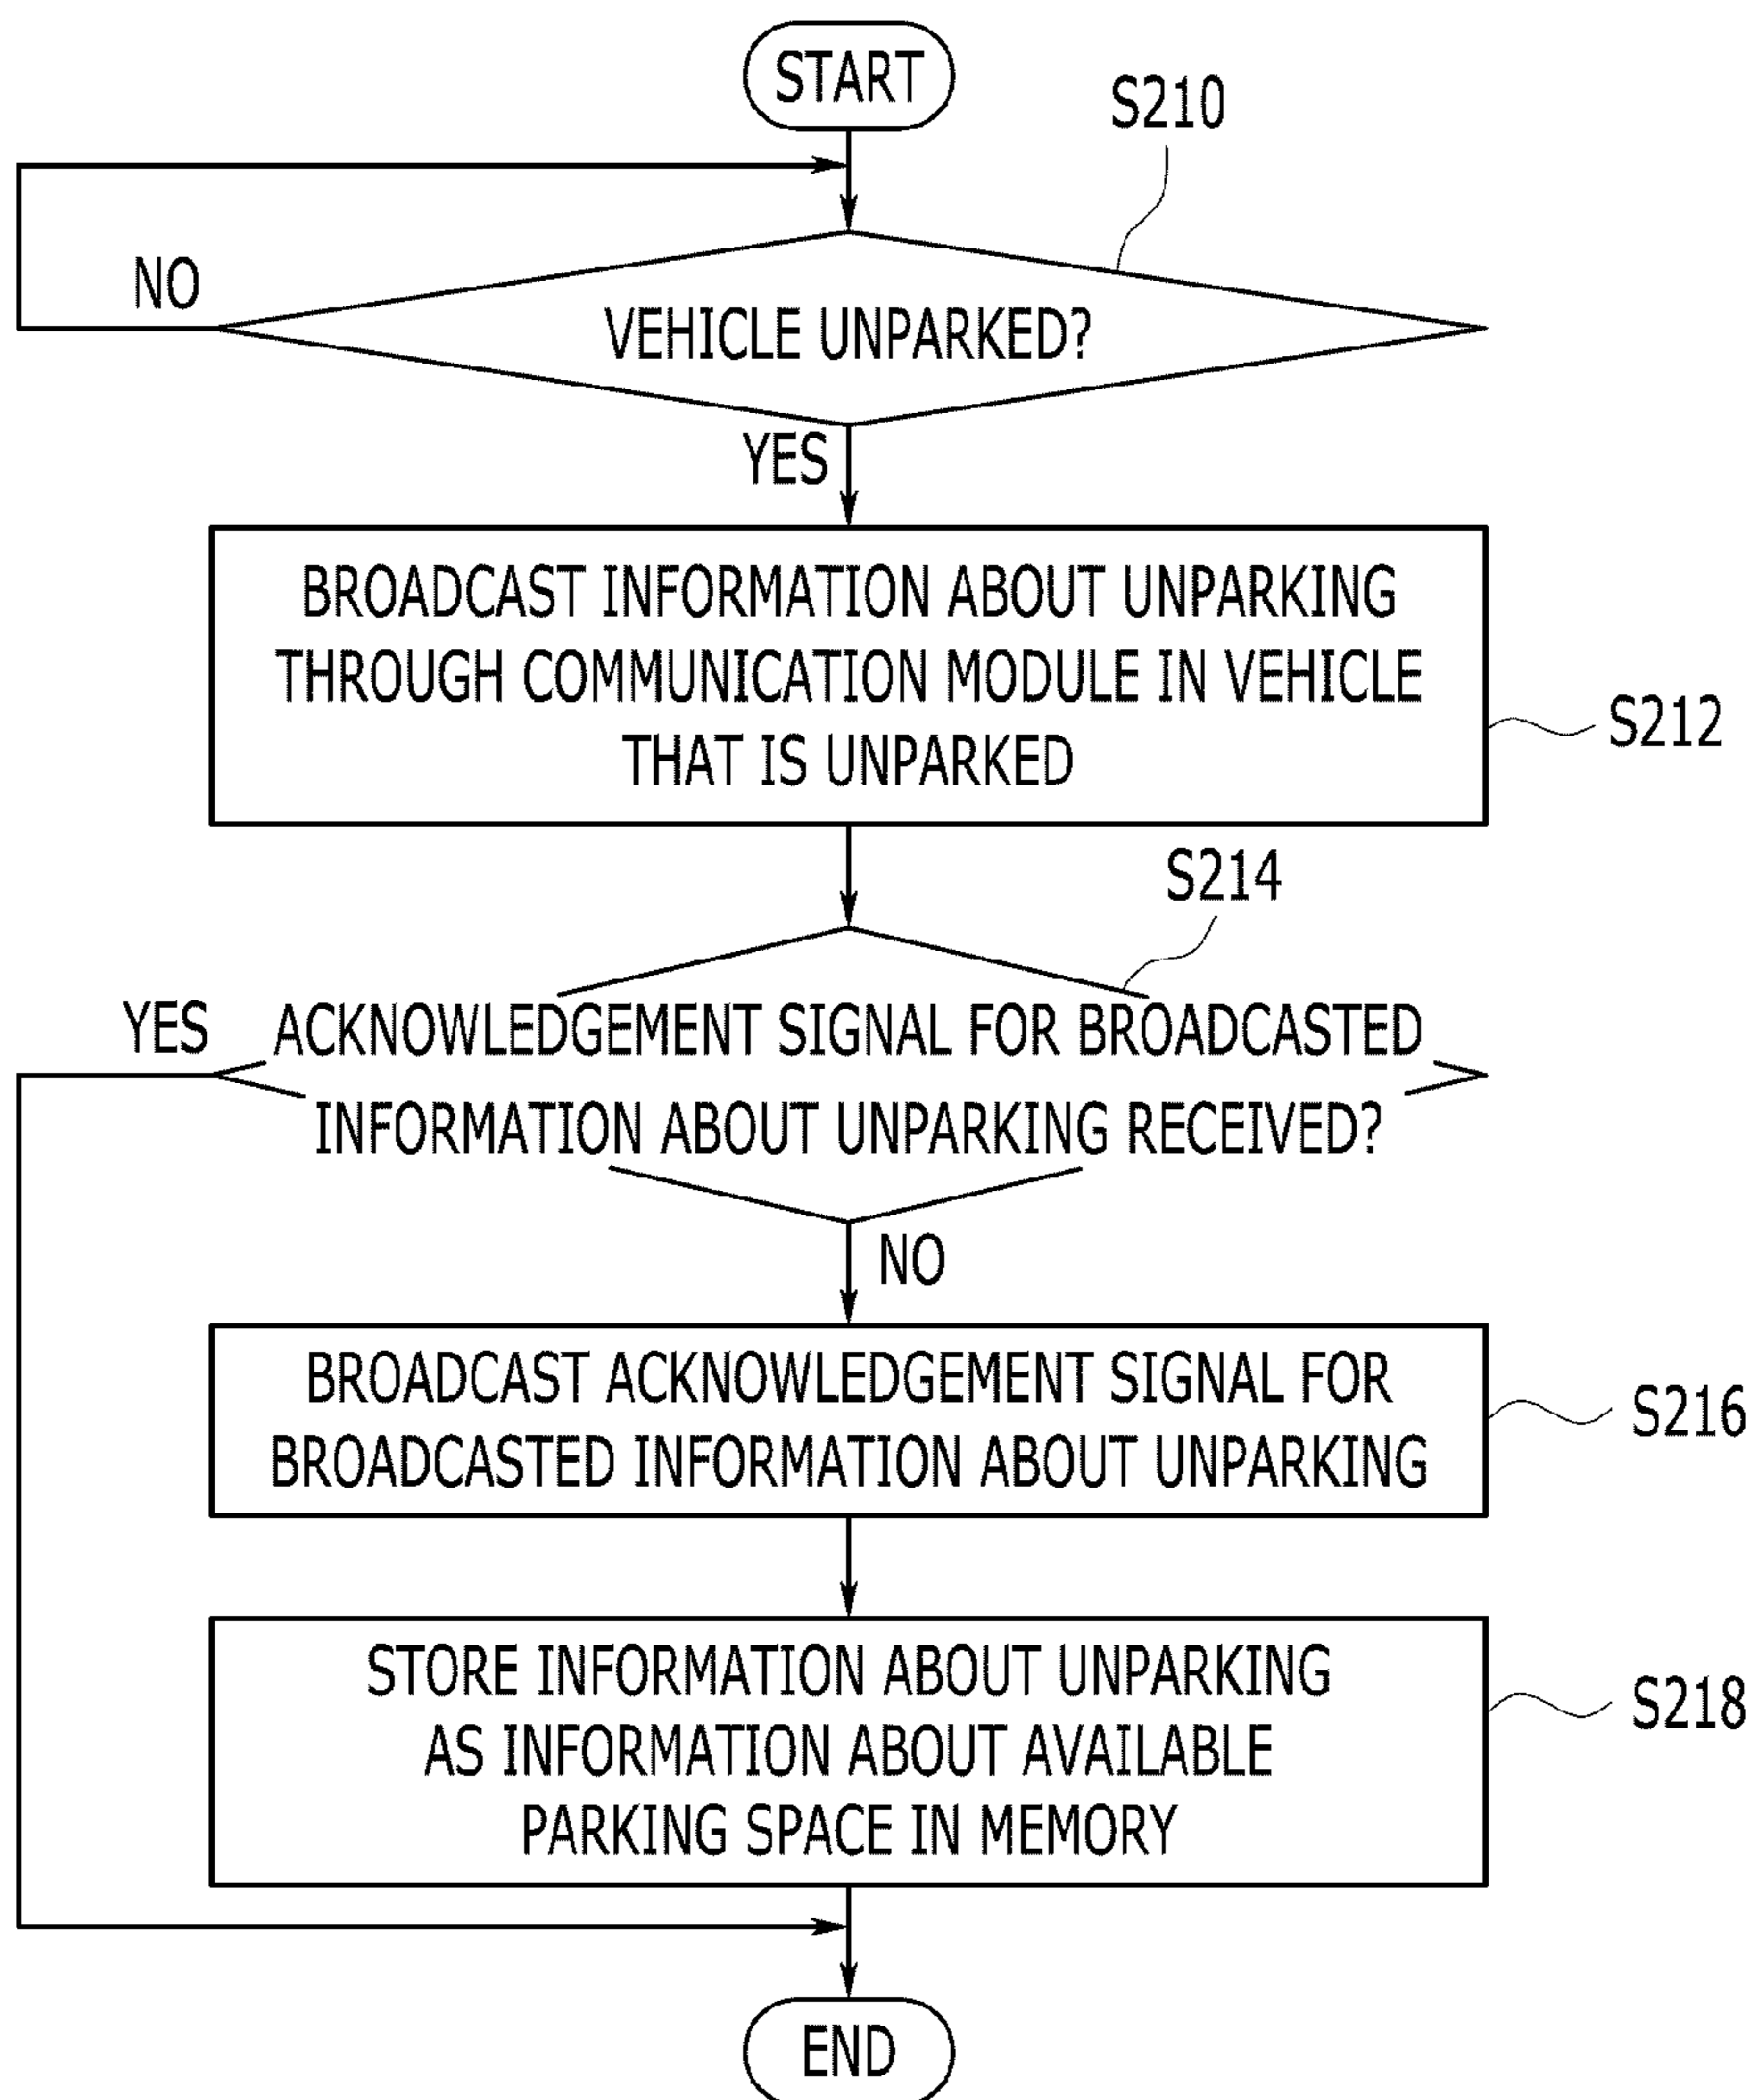 START
S210
NO
VEHICLE UNPARKED?
YES
BROADCAST INFORMATION ABOUT UNPARKING
THROUGH COMMUNICATION MODULE IN VEHICLE
THAT IS UNPARKED
S212
S214
YES
ACKNOWLEDGEMENT SIGNAL FOR BROADCASTED
INFORMATION ABOUT UNPARKING RECEIVED?
NO
BROADCAST ACKNOWLEDGEMENT SIGNAL FOR
BROADCASTED INFORMATION ABOUT UNPARKING
S216
STORE INFORMATION ABOUT UNPARKING
AS INFORMATION ABOUT AVAILABLE
PARKING SPACE IN MEMORY
S218
END